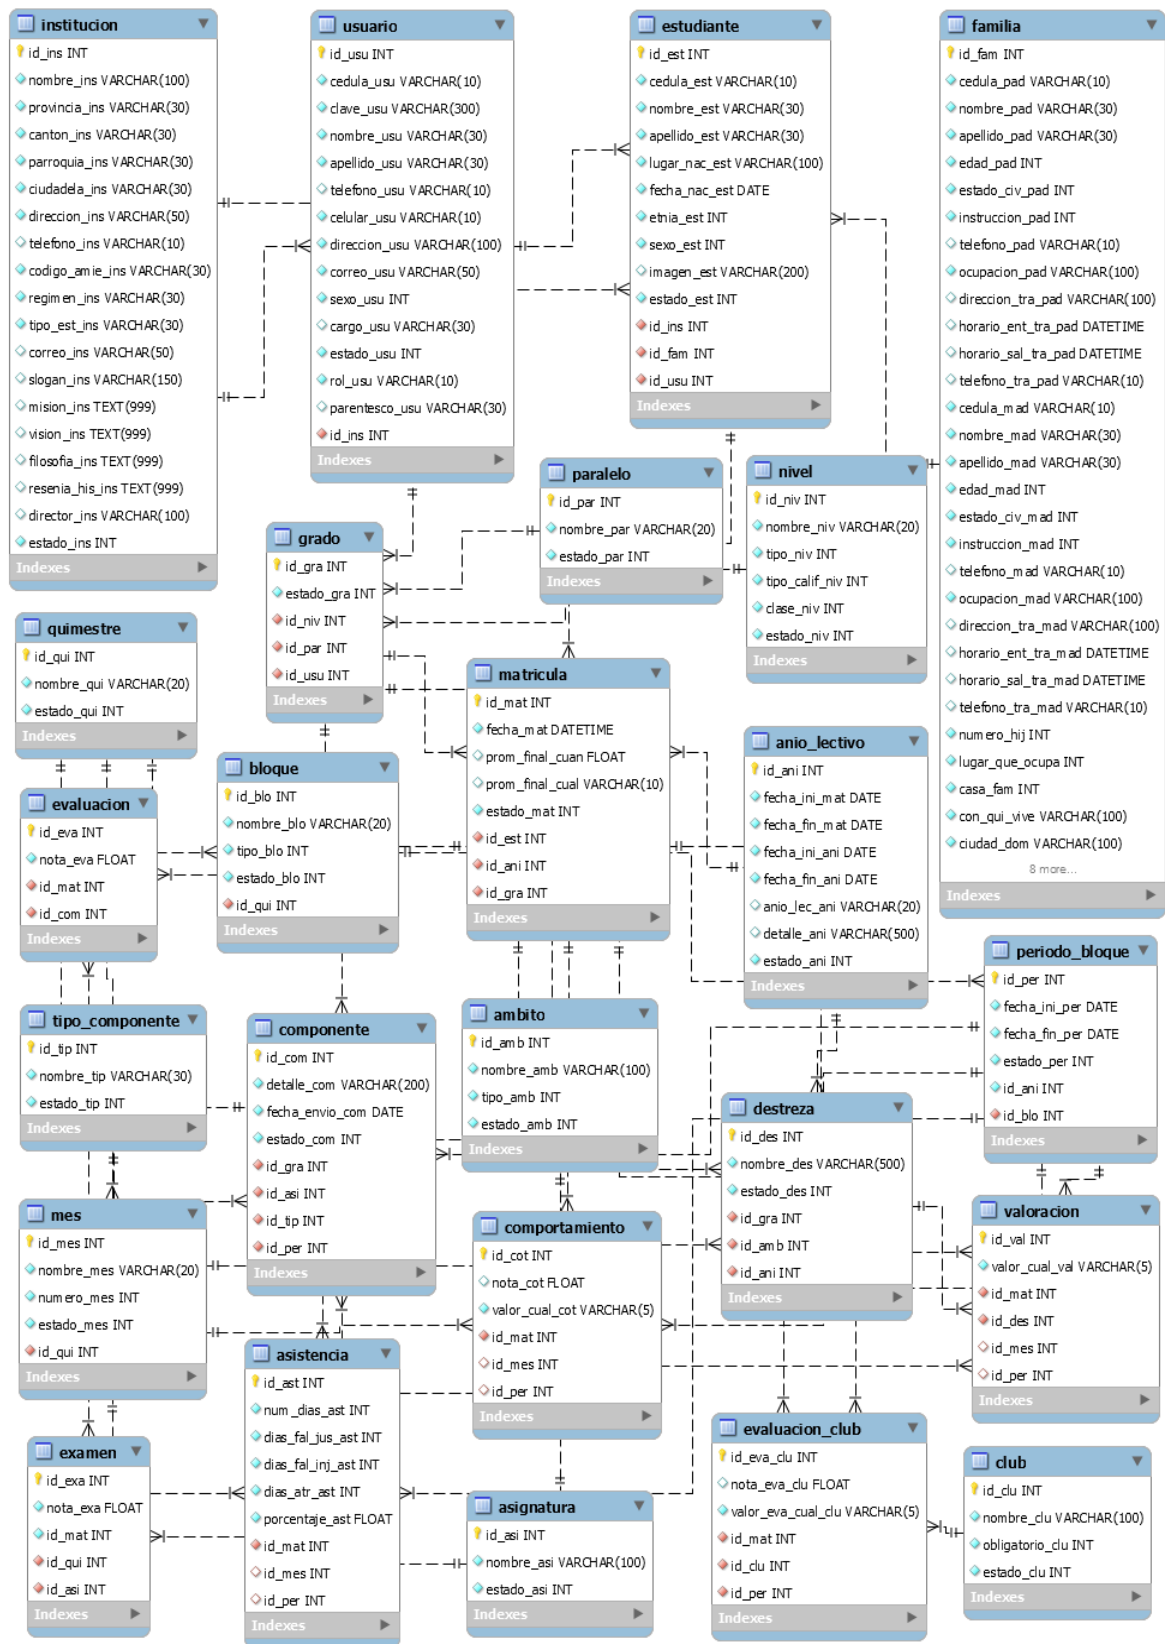 institucion
id_ins INT
nombre_ins VARCHAR(100)
provincia_ins VARCHAR(30)
canton_ins VARCHAR(30)
parroquia_ins VARCHAR(30)
ciudadela_ins VARCHAR(30)
direccion_ins VARCHAR(50)
telefono_ins VARCHAR(10)
codigo_amie_ins VARCHAR(30)
regimen_ins VARCHAR(30)
tipo_est_ins VARCHAR(30)
correo_ins VARCHAR(50)
slogan_ins VARCHAR(150)
mision_ins TEXT(999)
vision_ins TEXT(999)
filosofia_ins TEXT(999)
resenia_his_ins TEXT(999)
director_ins VARCHAR(100)
estado_ins INT
Indexes
usuario
id_usu INT
cedula_usu VARCHAR(10)
clave_usu VARCHAR(300)
nombre_usu VARCHAR(30)
apellido_usu VARCHAR(30)
telefono_usu VARCHAR(10)
celular_usu VARCHAR(10)
direccion_usu VARCHAR(100)
correo_usu VARCHAR(50)
sexo_usu INT
cargo_usu VARCHAR(30)
estado_usu INT
rol_usu VARCHAR(10)
parentesco_usu VARCHAR(30)
id_ins INT
Indexes
estudiante
id_est INT
cedula_est VARCHAR(10)
nombre_est VARCHAR(30)
apellido_est VARCHAR(30)
lugar_nac_est VARCHAR(100)
fecha_nac_est DATE
etnia_est INT
sexo_est INT
imagen_est VARCHAR(200)
estado_est INT
id_ins INT
id_fam INT
id_usu INT
Indexes
familia
id_fam INT
cedula_pad VARCHAR(10)
nombre_pad VARCHAR(30)
apellido_pad VARCHAR(30)
edad_pad INT
estado_civ_pad INT
instruccion_pad INT
telefono_pad VARCHAR(10)
ocupacion_pad VARCHAR(100)
direccion_tra_pad VARCHAR(100)
horario_ent_tra_pad DATETIME
horario_sal_tra_pad DATETIME
telefono_tra_pad VARCHAR(10)
cedula_mad VARCHAR(10)
nombre_mad VARCHAR(30)
apellido_mad VARCHAR(30)
edad_mad INT
estado_civ_mad INT
instruccion_mad INT
telefono_mad VARCHAR(10)
ocupacion_mad VARCHAR(100)
direccion_tra_mad VARCHAR(100)
horario_ent_tra_mad DATETIME
horario_sal_tra_mad DATETIME
telefono_tra_mad VARCHAR(10)
numero_hij INT
lugar_que_ocupa INT
casa_fam INT
con_qui_vive VARCHAR(100)
ciudad_dom VARCHAR(100)
8 more...
Indexes
paralelo
id_par INT
nombre_par VARCHAR(20)
estado_par INT
Indexes
nivel
id_niv INT
nombre_niv VARCHAR(20)
tipo_niv INT
tipo_calif_niv INT
clase_niv INT
estado_niv INT
Indexes
grado
id_gra INT
estado_gra INT
id_niv INT
id_par INT
id_usu INT
Indexes
quimestre
id_qui INT
nombre_qui VARCHAR(20)
estado_qui INT
Indexes
matricula
id_mat INT
fecha_mat DATETIME
prom_final_cuan FLOAT
prom_final_cual VARCHAR(10)
estado_mat INT
id_est INT
id_ani INT
id_gra INT
Indexes
anio_lectivo
id_ani INT
fecha_ini_mat DATE
fecha_fin_mat DATE
fecha_ini_ani DATE
fecha_fin_ani DATE
anio_lec_ani VARCHAR(20)
detalle_ani VARCHAR(500)
estado_ani INT
Indexes
bloque
id_blo INT
nombre_blo VARCHAR(20)
tipo_blo INT
estado_blo INT
id_qui INT
Indexes
evaluacion
id_eva INT
nota_eva FLOAT
id_mat INT
id_com INT
Indexes
periodo_bloque
id_per INT
fecha_ini_per DATE
fecha_fin_per DATE
estado_per INT
id_ani INT
id_blo INT
Indexes
tipo_componente
id_tip INT
nombre_tip VARCHAR(30)
estado_tip INT
Indexes
componente
id_com INT
detalle_com VARCHAR(200)
fecha_envio_com DATE
estado_com INT
id_gra INT
id_asi INT
id_tip INT
id_per INT
Indexes
ambito
id_amb INT
nombre_amb VARCHAR(100)
tipo_amb INT
estado_amb INT
Indexes
destreza
id_des INT
nombre_des VARCHAR(500)
estado_des INT
id_gra INT
id_amb INT
id_ani INT
Indexes
mes
id_mes INT
nombre_mes VARCHAR(20)
numero_mes INT
estado_mes INT
id_qui INT
Indexes
comportamiento
id_cot INT
nota_cot FLOAT
valor_cual_cot VARCHAR(5)
id_mat INT
id_mes INT
id_per INT
Indexes
valoracion
id_val INT
valor_cual_val VARCHAR(5)
id_mat INT
id_des INT
id_mes INT
id_per INT
Indexes
asistencia
id_ast INT
num_dias_ast INT
dias_fal_jus_ast INT
dias_fal_inj_ast INT
dias_atr_ast INT
porcentaje_ast FLOAT
id_mat INT
id_mes INT
id_per INT
Indexes
examen
id_exa INT
nota_exa FLOAT
id_mat INT
id_qui INT
id_asi INT
Indexes
asignatura
id_asi INT
nombre_asi VARCHAR(100)
estado_asi INT
Indexes
evaluacion_club
id_eva_clu INT
nota_eva_clu FLOAT
valor_eva_cual_clu VARCHAR(5)
id_mat INT
id_clu INT
id_per INT
Indexes
club
id_clu INT
nombre_clu VARCHAR(100)
obligatorio_clu INT
estado_clu INT
Indexes